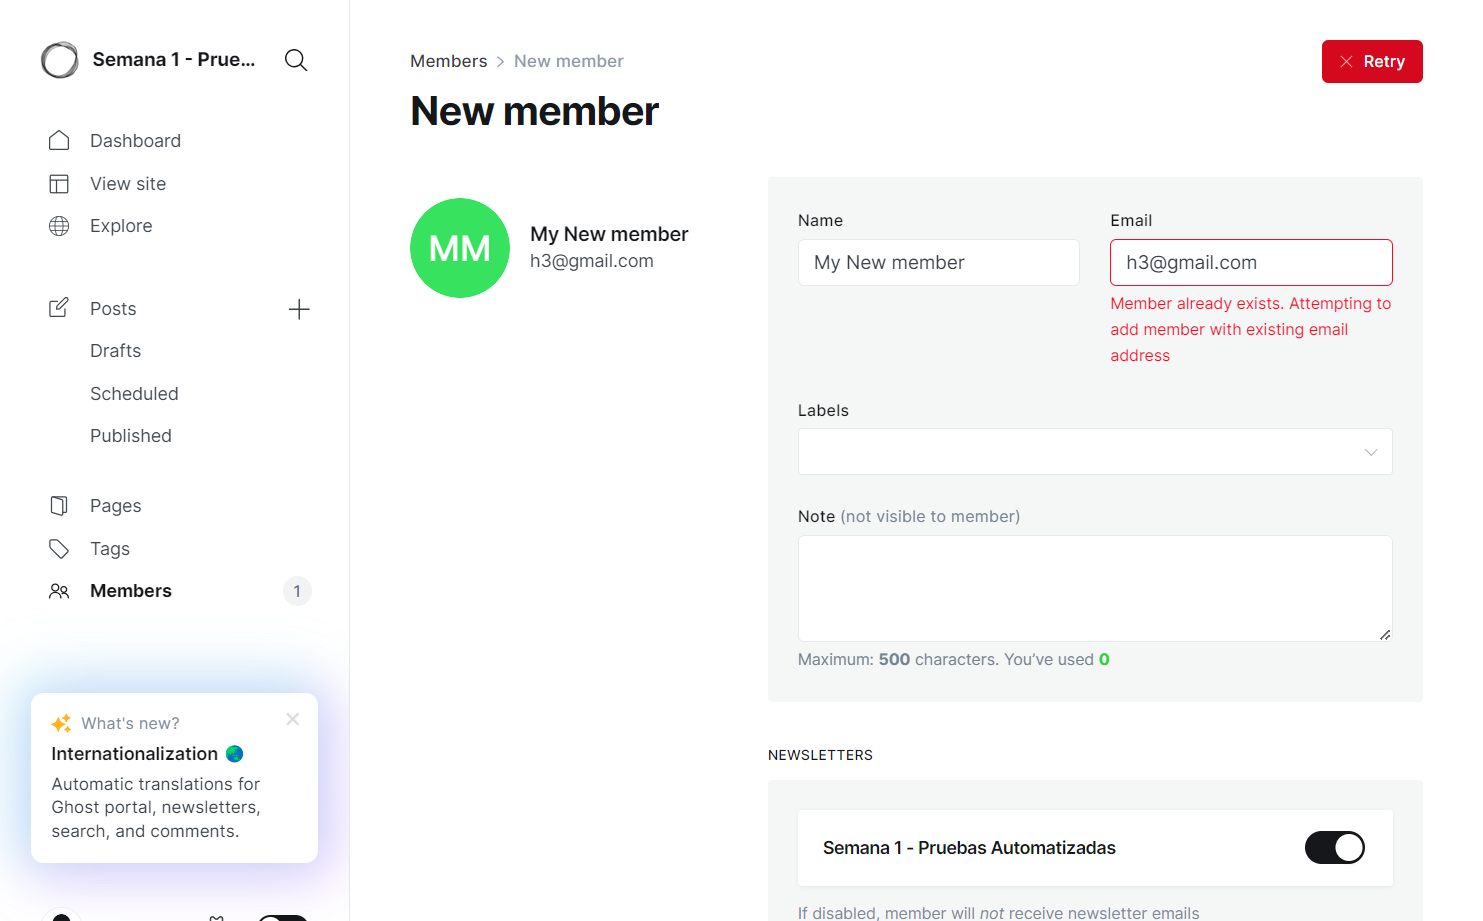 Semana 1 - Prue...
Dashboard
View site
Explore
Posts
Drafts
Scheduled
Published
Pages
Tags
Members
1
What's new?
Internationalization
Automatic translations for
Ghost portal, newsletters,
search, and comments.
Members > New member
Retry
New member
MM
My New member
h3@gmail.com
Name
My New member
Email
h3@gmail.com
Member already exists. Attempting to
add member with existing email
address
Labels
Note (not visible to member)
Maximum: 500 characters. You've used 0
NEWSLETTERS
Semana 1 - Pruebas Automatizadas
If disabled, member will not receive newsletter emails